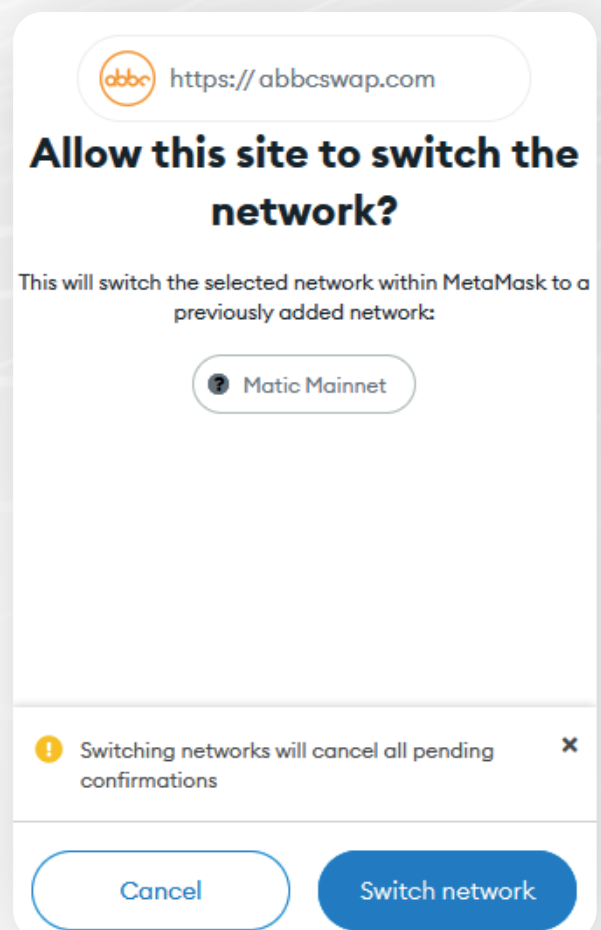 abbc https:// abbcswap.com
Allow this site to switch the
network?
This will switch the selected network within MetaMask to a
previously added network:
? Matic Mainnet
! Switching networks will cancel all pending ×
confirmations
Cancel Switch network